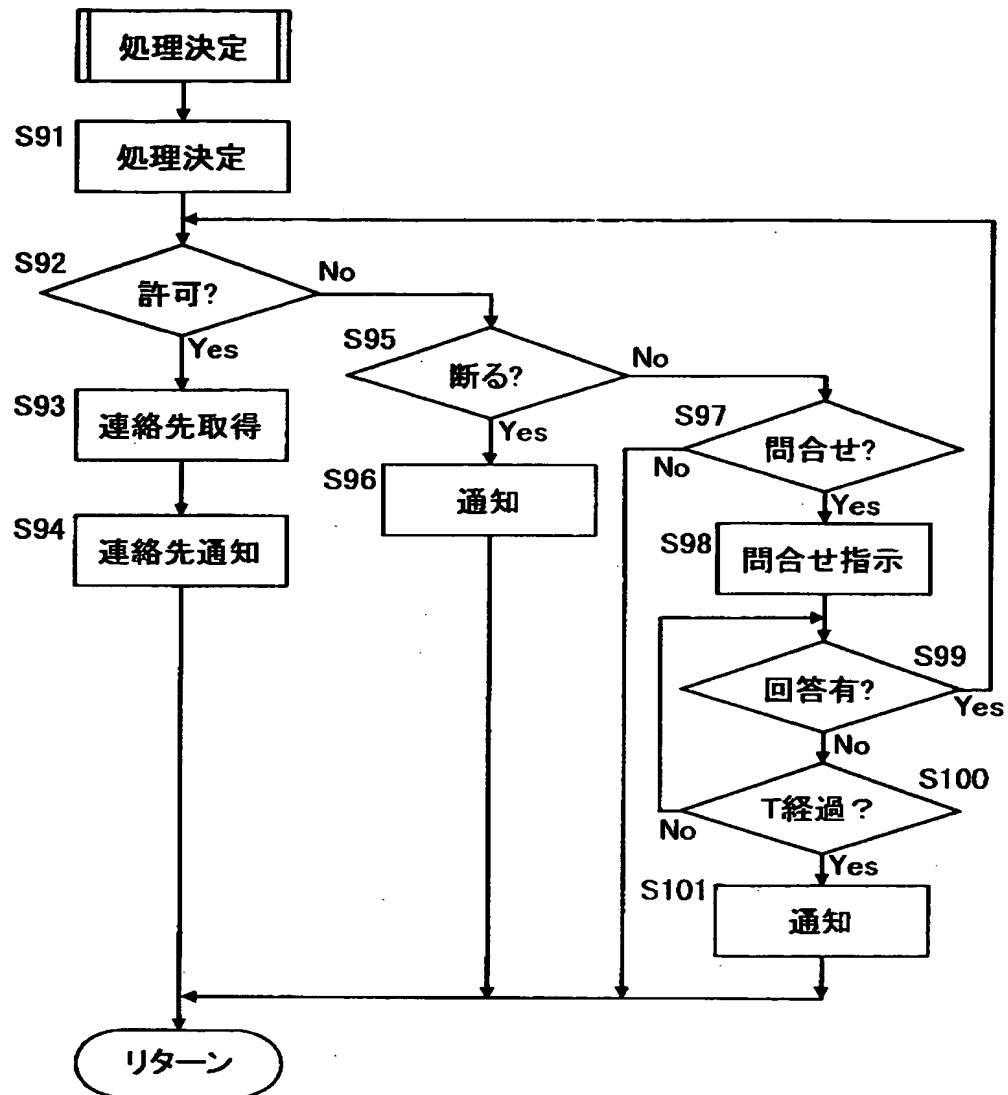 処理決定
S91
処理決定
S92
許可?
No
Yes
S95
断る?
No
Yes
S93
連絡先取得
S97
問合せ?
No
Yes
S96
通知
S94
連絡先通知
S98
問合せ指示
S99
回答有?
Yes
No
S100
T経過?
No
Yes
S101
通知
リターン